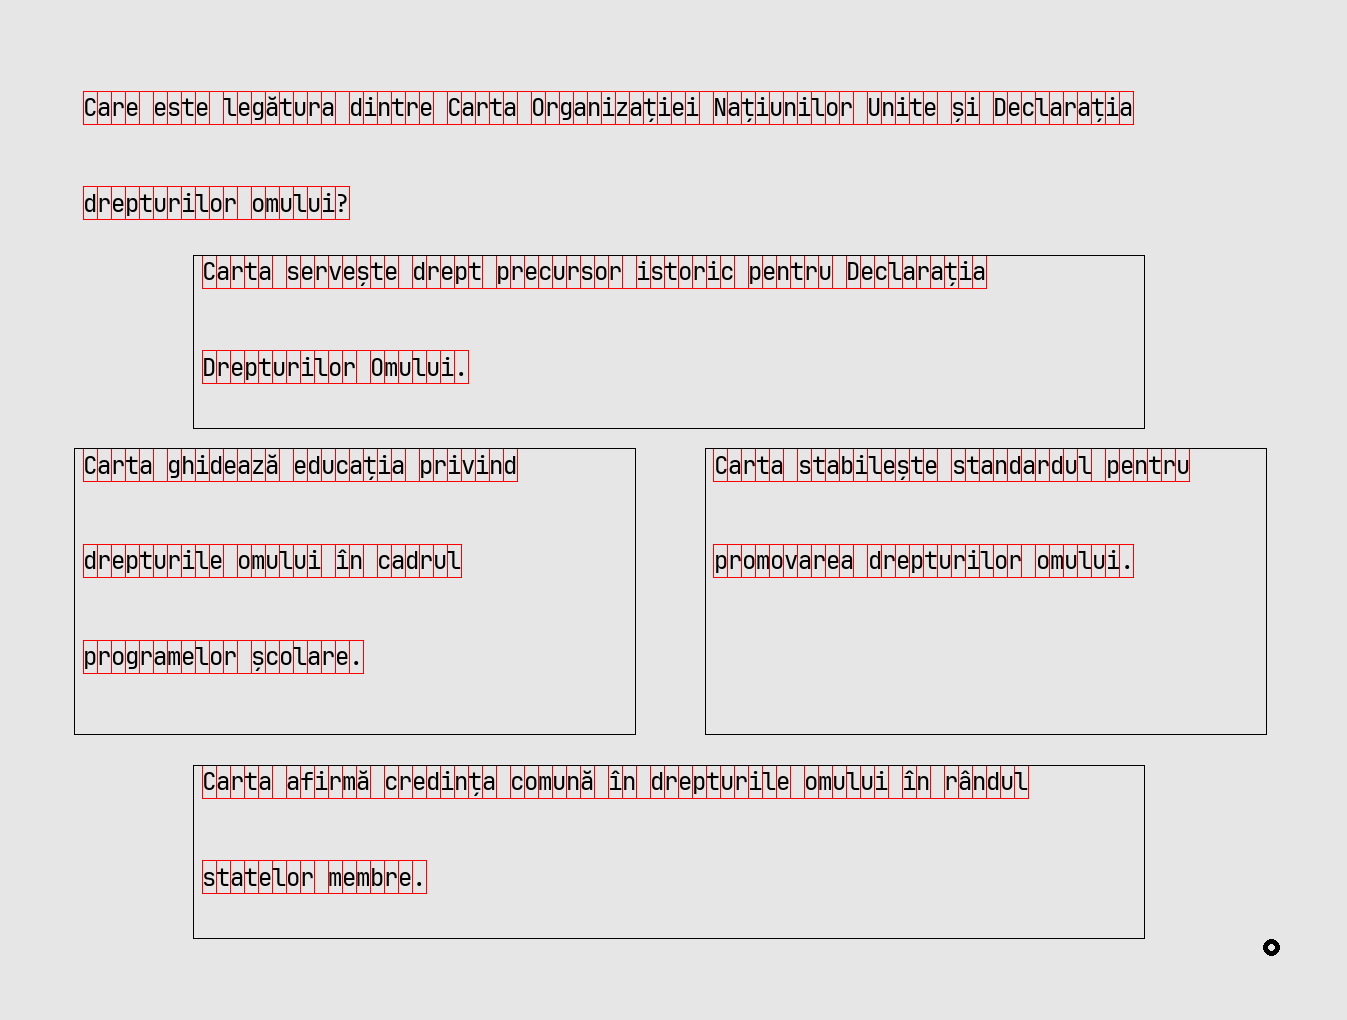 Care este legătura dintre Carta Organizației Națiunilor Unite și Declarația
drepturilor omului?
Carta servește drept precursor istoric pentru Declarația
Drepturilor Omului.
Carta ghidează educația privind
drepturile omului în cadrul
programelor școlare.
Carta stabilește standardul pentru
promovarea drepturilor omului.
Carta afirmă credința comună în drepturile omului în rândul
statelor membre.